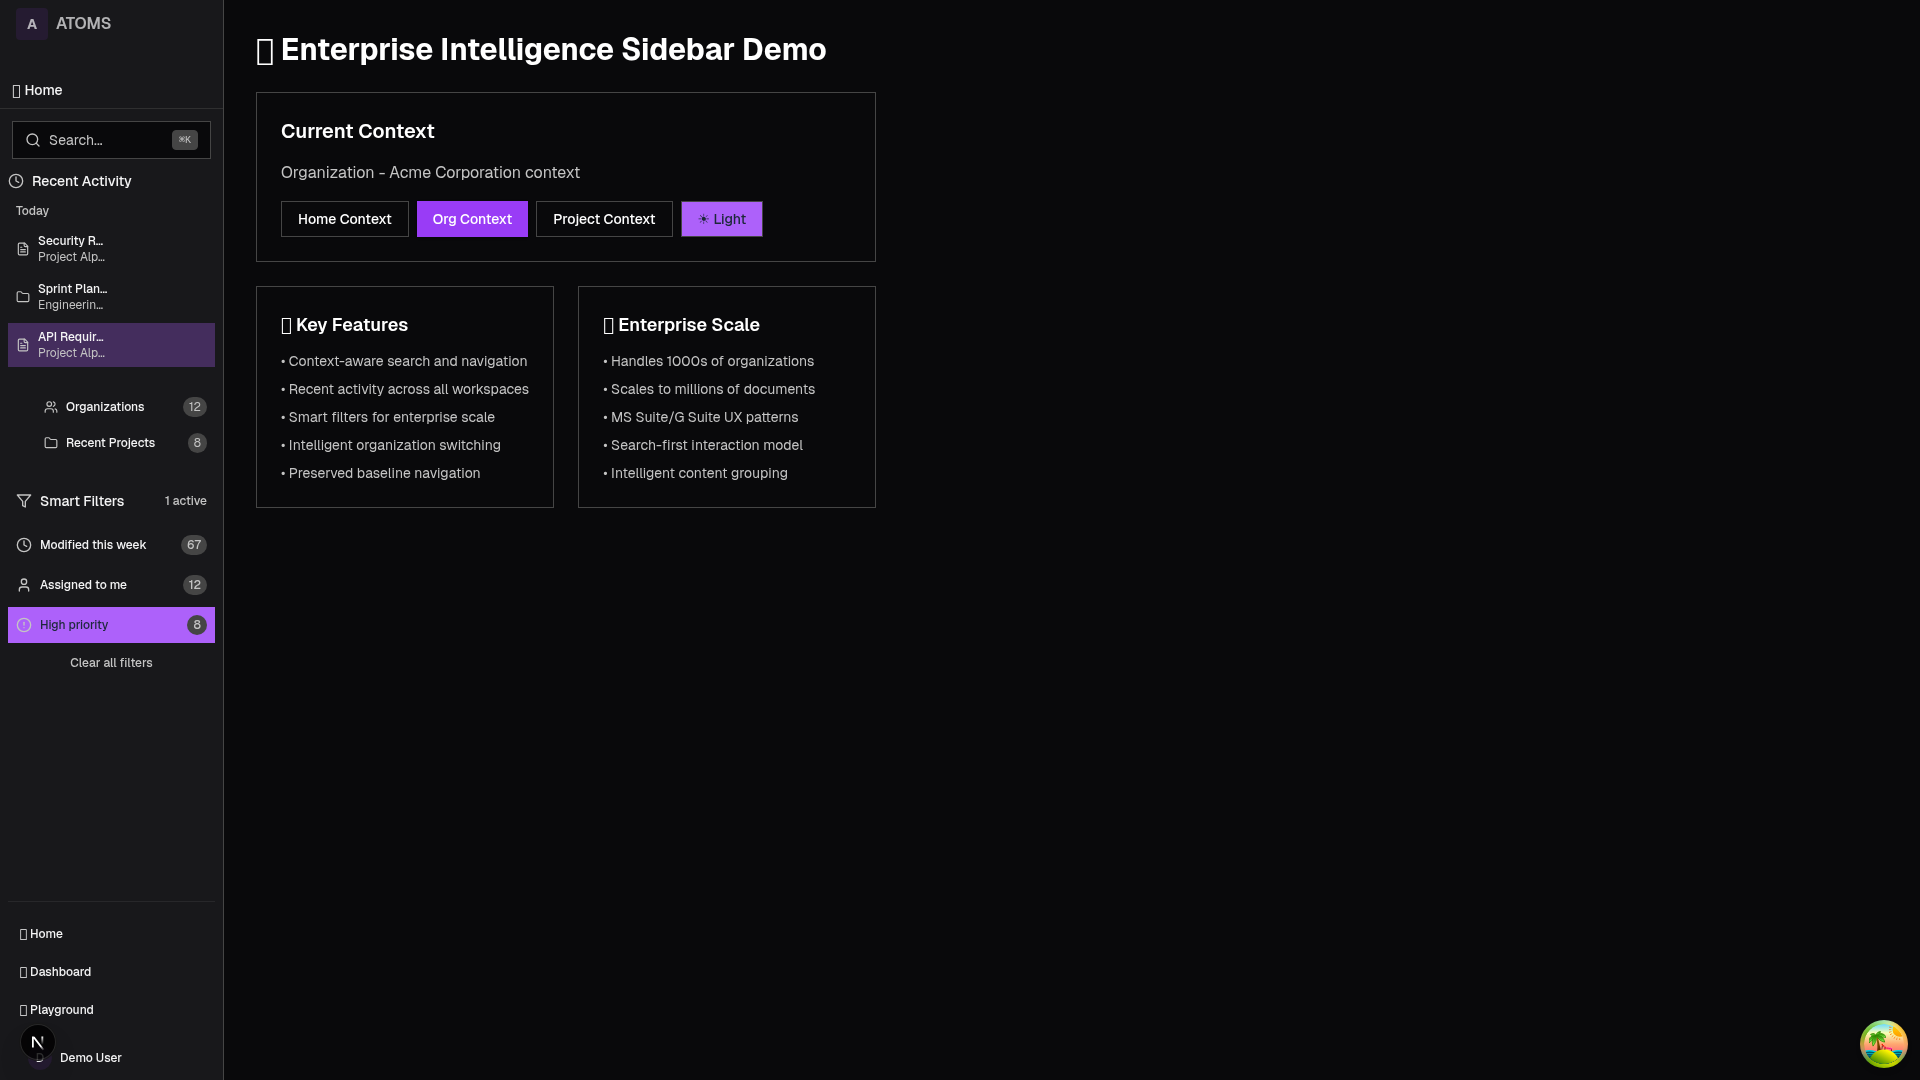 A ATOMS
Home
Search... ⌘K
Recent Activity
Today
Security R...
Project Alp...
Sprint Plan...
Engineerin...
API Requir...
Project Alp...
Organizations 12
Recent Projects 8
Smart Filters 1 active
Modified this week 67
Assigned to me 12
High priority 8
Clear all filters
Home
Dashboard
Playground
N
D Demo User
Enterprise Intelligence Sidebar Demo
Current Context
Organization - Acme Corporation context
Home Context Org Context Project Context ☀ Light
Key Features
• Context-aware search and navigation
• Recent activity across all workspaces
• Smart filters for enterprise scale
• Intelligent organization switching
• Preserved baseline navigation
Enterprise Scale
• Handles 1000s of organizations
• Scales to millions of documents
• MS Suite/G Suite UX patterns
• Search-first interaction model
• Intelligent content grouping